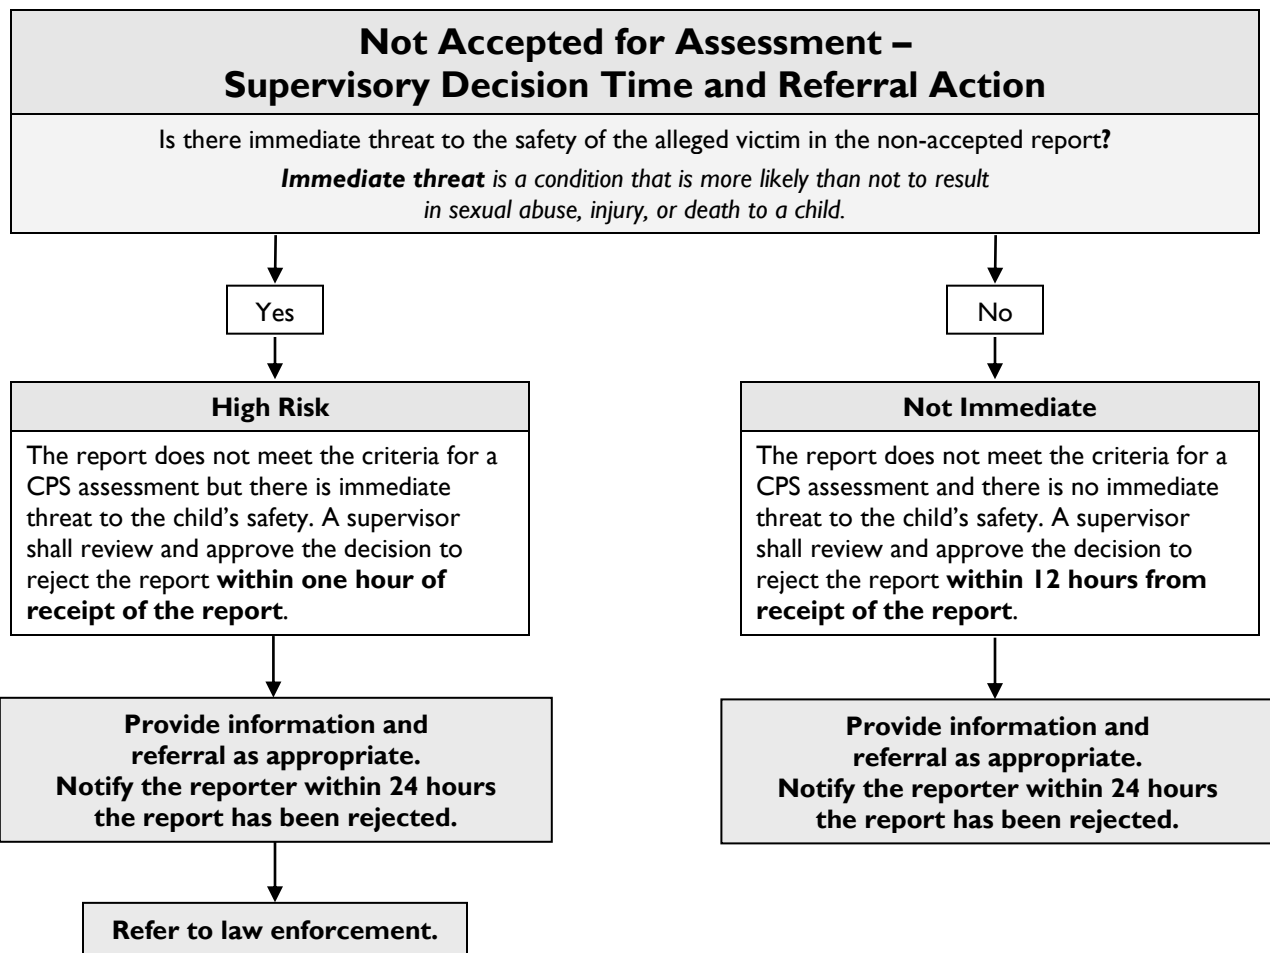 Not Accepted for Assessment –
Supervisory Decision Time and Referral Action
Is there immediate threat to the safety of the alleged victim in the non-accepted report?
Immediate threat is a condition that is more likely than not to result
in sexual abuse, injury, or death to a child.
Yes
No
High Risk
The report does not meet the criteria for a
CPS assessment but there is immediate
threat to the child’s safety. A supervisor
shall review and approve the decision to
reject the report within one hour of
receipt of the report.
Not Immediate
The report does not meet the criteria for a
CPS assessment and there is no immediate
threat to the child’s safety. A supervisor
shall review and approve the decision to
reject the report within 12 hours from
receipt of the report.
Provide information and
referral as appropriate.
Notify the reporter within 24 hours
the report has been rejected.
Provide information and
referral as appropriate.
Notify the reporter within 24 hours
the report has been rejected.
Refer to law enforcement.